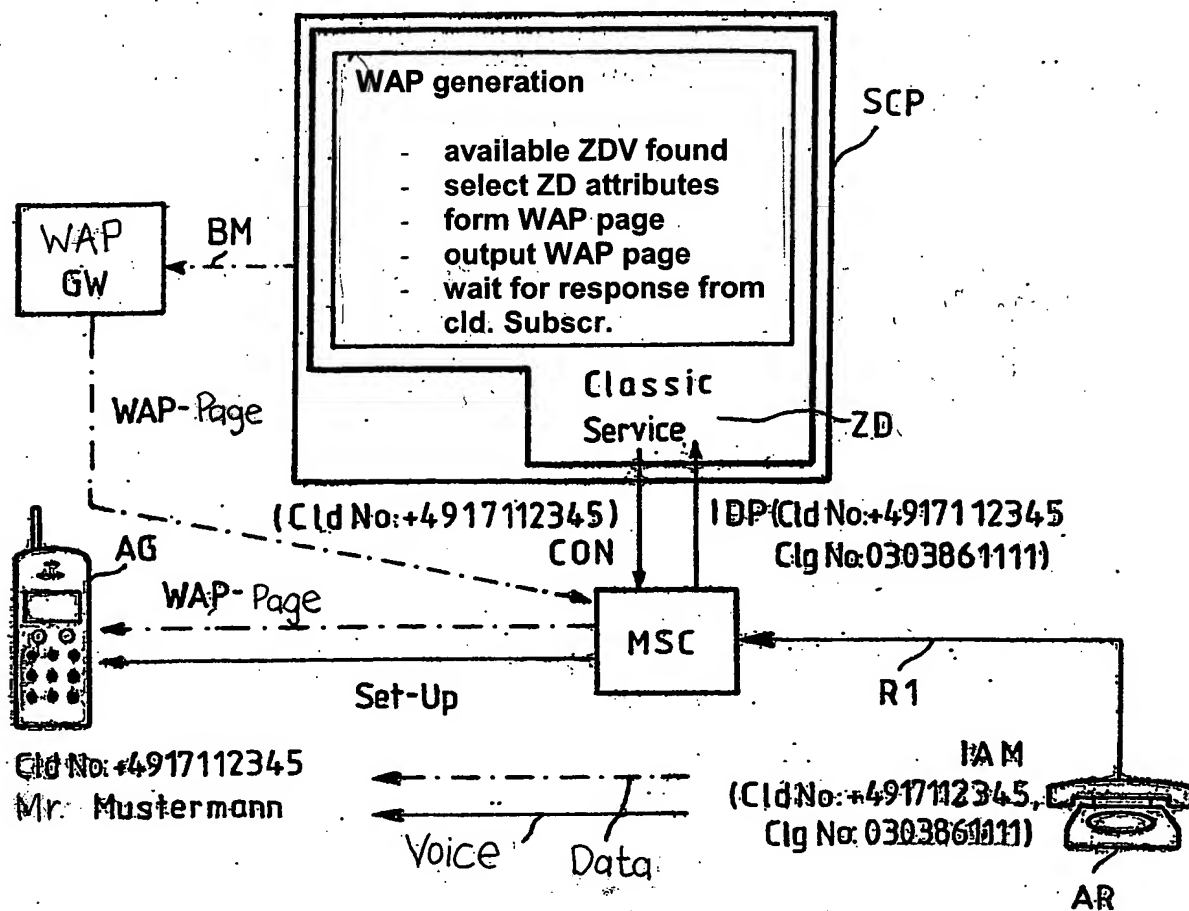 WAP generation
- available ZDV found
- select ZD attributes
- form WAP page
- output WAP page
- wait for response from
cld. Subscr.
SCP
WAP
GW
BM
Classic
Service
ZD
WAP-Page
(Cld No:+4917112345)
CON
IDP(Cld No:+4917112345
Clg No:0303861111)
AG
WAP-Page
MSC
Set-Up
R1
Cld No:+4917112345
Mr. Mustermann
IAM
(Cld No:+4917112345,
Clg No:0303861111)
Voice
Data
AR